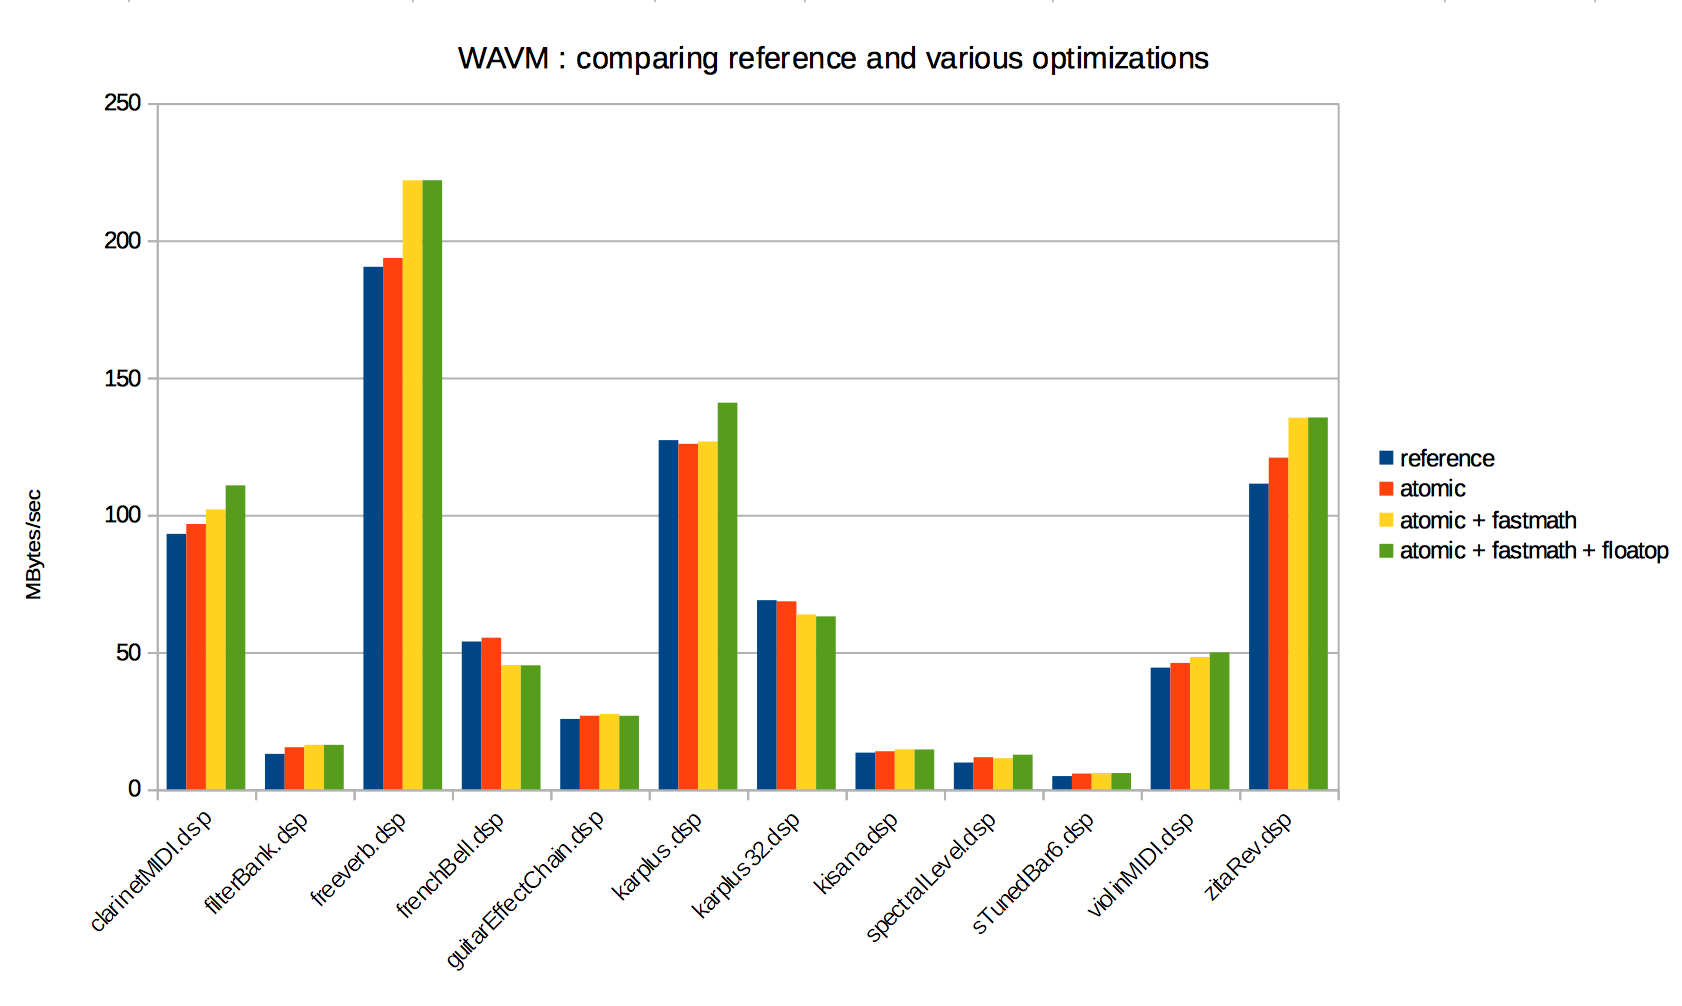 WAVM : comparing reference and various optimizations
250
200
150
100
50
0
MBytes/sec
clarinetMIDI.dsp
filterBank.dsp
freeverb.dsp
frenchBell.dsp
guitarEffectChain.dsp
karplus.dsp
karplus32.dsp
kisana.dsp
spectralLevel.dsp
sTunedBar6.dsp
violinMIDI.dsp
zitaRev.dsp
reference
atomic
atomic + fastmath
atomic + fastmath + floatop